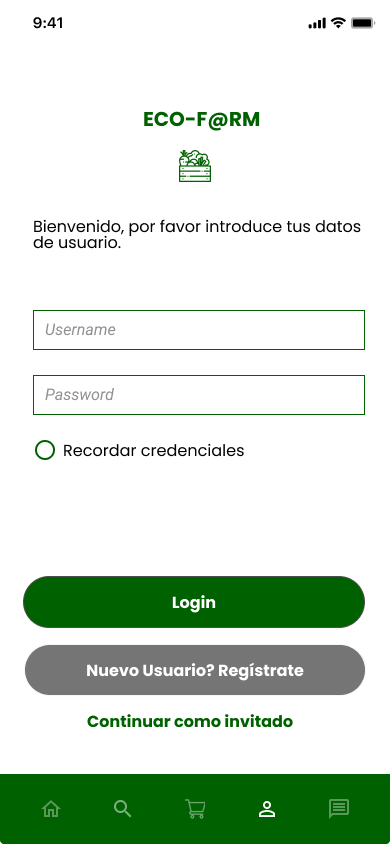 9:41
ECO-F@RM
Bienvenido, por favor introduce tus datos
de usuario.
Username
Password
Recordar credenciales
Login
Nuevo Usuario? Regístrate
Continuar como invitado